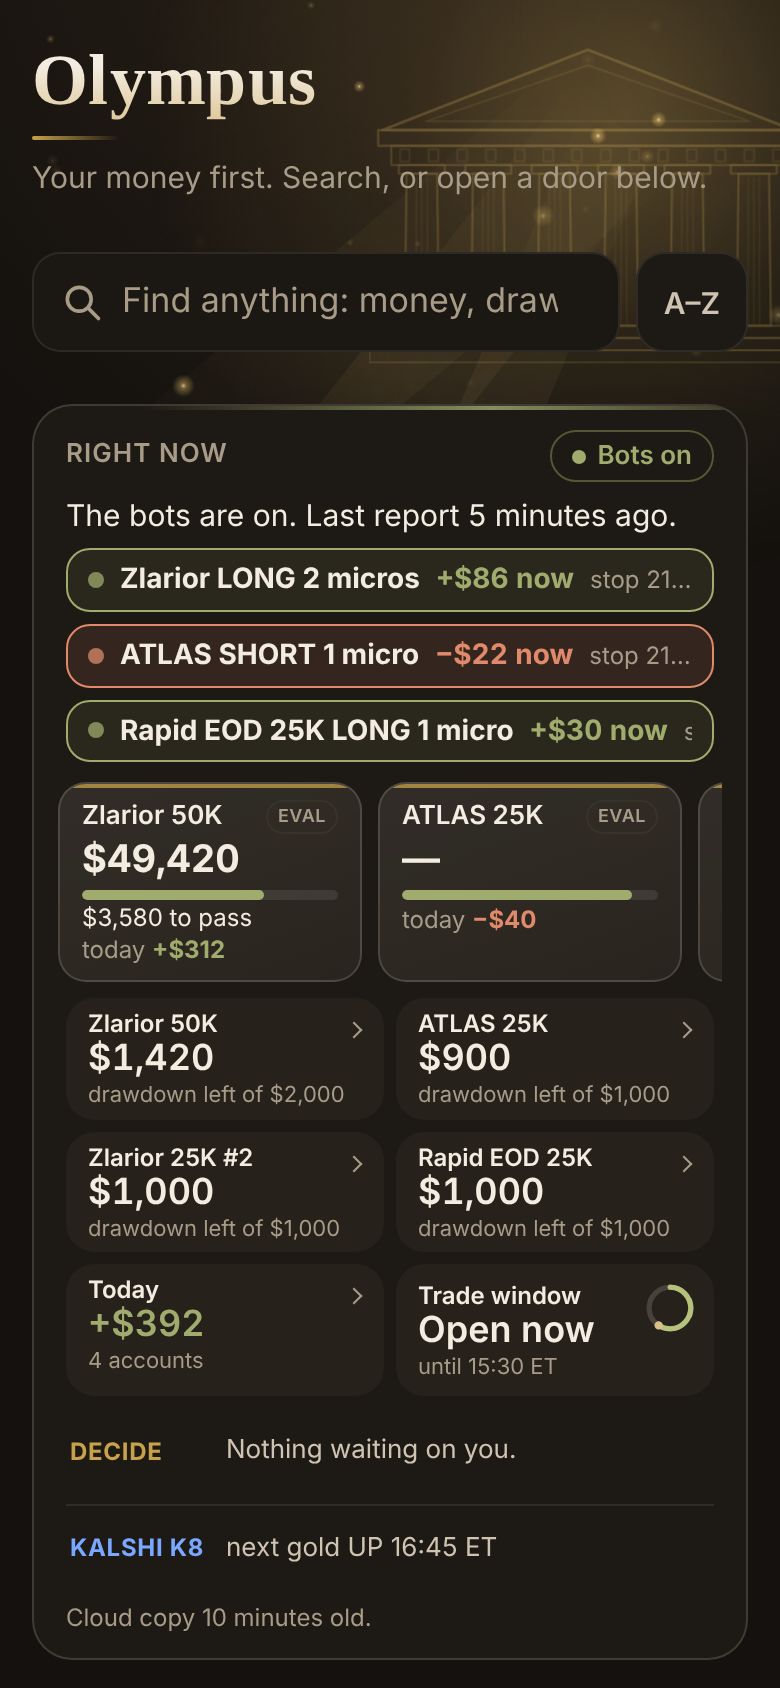 Olympus
Your money first. Search, or open a door below.
Find anything: money, draw
A–Z
RIGHT NOW
Bots on
The bots are on. Last report 5 minutes ago.
Zlarior LONG 2 micros +$86 now stop 21...
ATLAS SHORT 1 micro −$22 now stop 21...
Rapid EOD 25K LONG 1 micro +$30 now s
Zlarior 50K EVAL
$49,420
$3,580 to pass
today +$312
ATLAS 25K EVAL
—
today −$40
Zlarior 50K
$1,420
drawdown left of $2,000
ATLAS 25K
$900
drawdown left of $1,000
Zlarior 25K #2
$1,000
drawdown left of $1,000
Rapid EOD 25K
$1,000
drawdown left of $1,000
Today
+$392
4 accounts
Trade window
Open now
until 15:30 ET
DECIDE Nothing waiting on you.
KALSHI K8 next gold UP 16:45 ET
Cloud copy 10 minutes old.